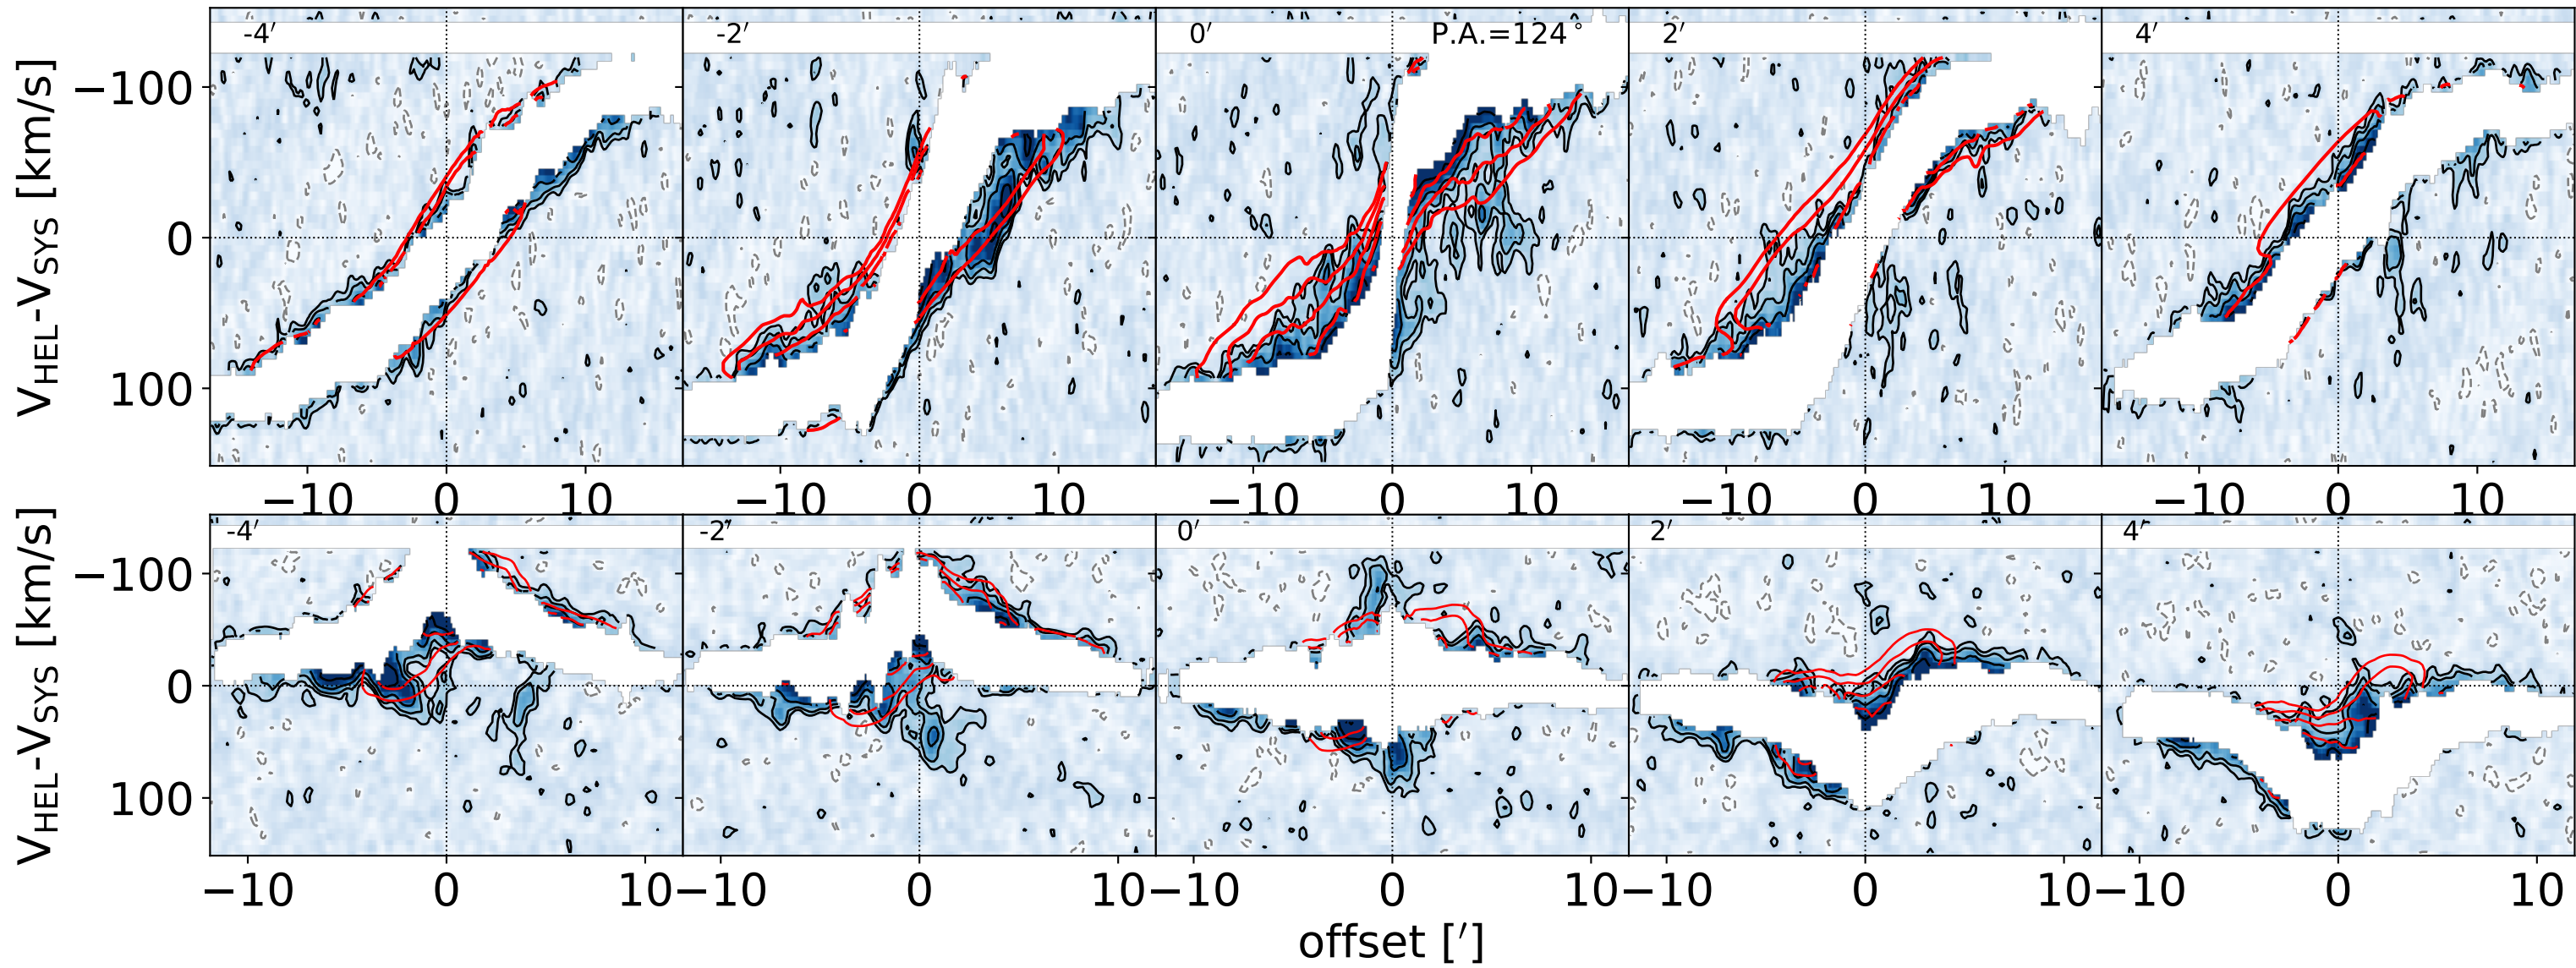 -4′ -2′ 0′ P.A.=124° 2′ 4′
V_HEL-V_SYS [km/s]
−100
0
100
−10 0 10 −10 0 10 −10 0 10 −10 0 10 −10 0 10
-4′ -2′ 0′ 2′ 4′
V_HEL-V_SYS [km/s]
−100
0
100
−10 0 10 −10 0 10 −10 0 10 −10 0 10 −10 0 10
offset [′]